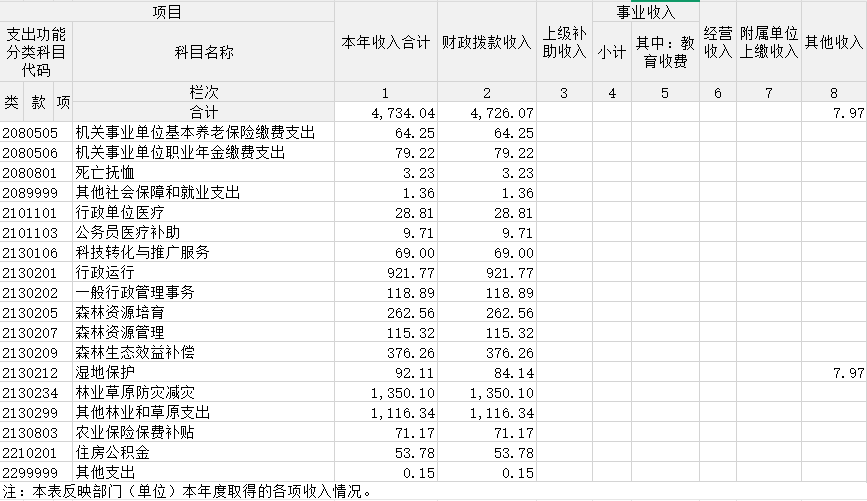 项目 本年收入合计 财政拨款收入 上级补助收入 事业收入 经营收入 附属单位上缴收入 其他收入
支出功能分类科目代码 科目名称 小计 其中：教育收费
类 款 项 栏次 1 2 3 4 5 6 7 8
合计 4,734.04 4,726.07 7.97
2080505 机关事业单位基本养老保险缴费支出 64.25 64.25
2080506 机关事业单位职业年金缴费支出 79.22 79.22
2080801 死亡抚恤 3.23 3.23
2089999 其他社会保障和就业支出 1.36 1.36
2101101 行政单位医疗 28.81 28.81
2101103 公务员医疗补助 9.71 9.71
2130106 科技转化与推广服务 69.00 69.00
2130201 行政运行 921.77 921.77
2130202 一般行政管理事务 118.89 118.89
2130205 森林资源培育 262.56 262.56
2130207 森林资源管理 115.32 115.32
2130209 森林生态效益补偿 376.26 376.26
2130212 湿地保护 92.11 84.14 7.97
2130234 林业草原防灾减灾 1,350.10 1,350.10
2130299 其他林业和草原支出 1,116.34 1,116.34
2130803 农业保险保费补贴 71.17 71.17
2210201 住房公积金 53.78 53.78
2299999 其他支出 0.15 0.15
注：本表反映部门（单位）本年度取得的各项收入情况。